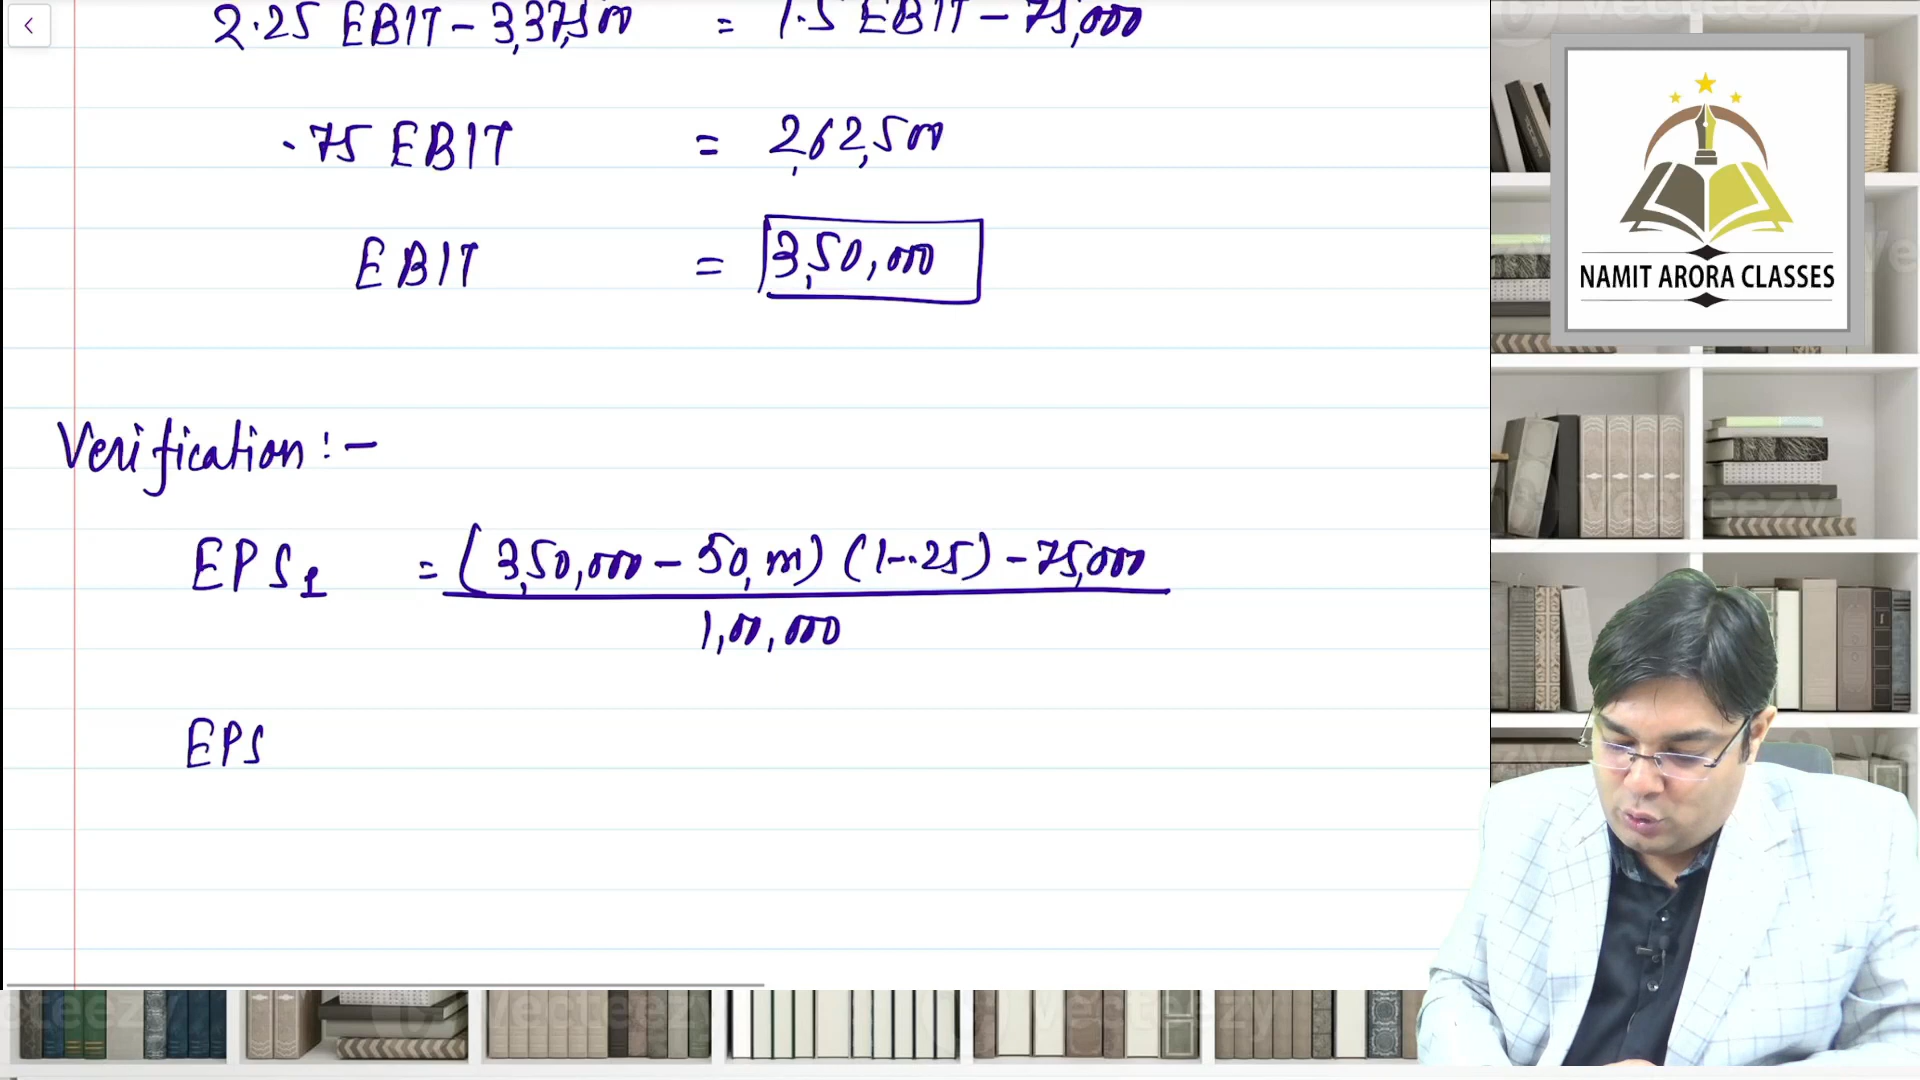 2.25 EBIT - 3,37,500 = 1.5 EBIT - 75,000
.75 EBIT = 2,62,500
EBIT = 3,50,000
Verification :-
EPS1 = (3,50,000 - 50,000) (1-.25) - 75,000
1,00,000
EPS
NAMIT ARORA CLASSES
vecteezy